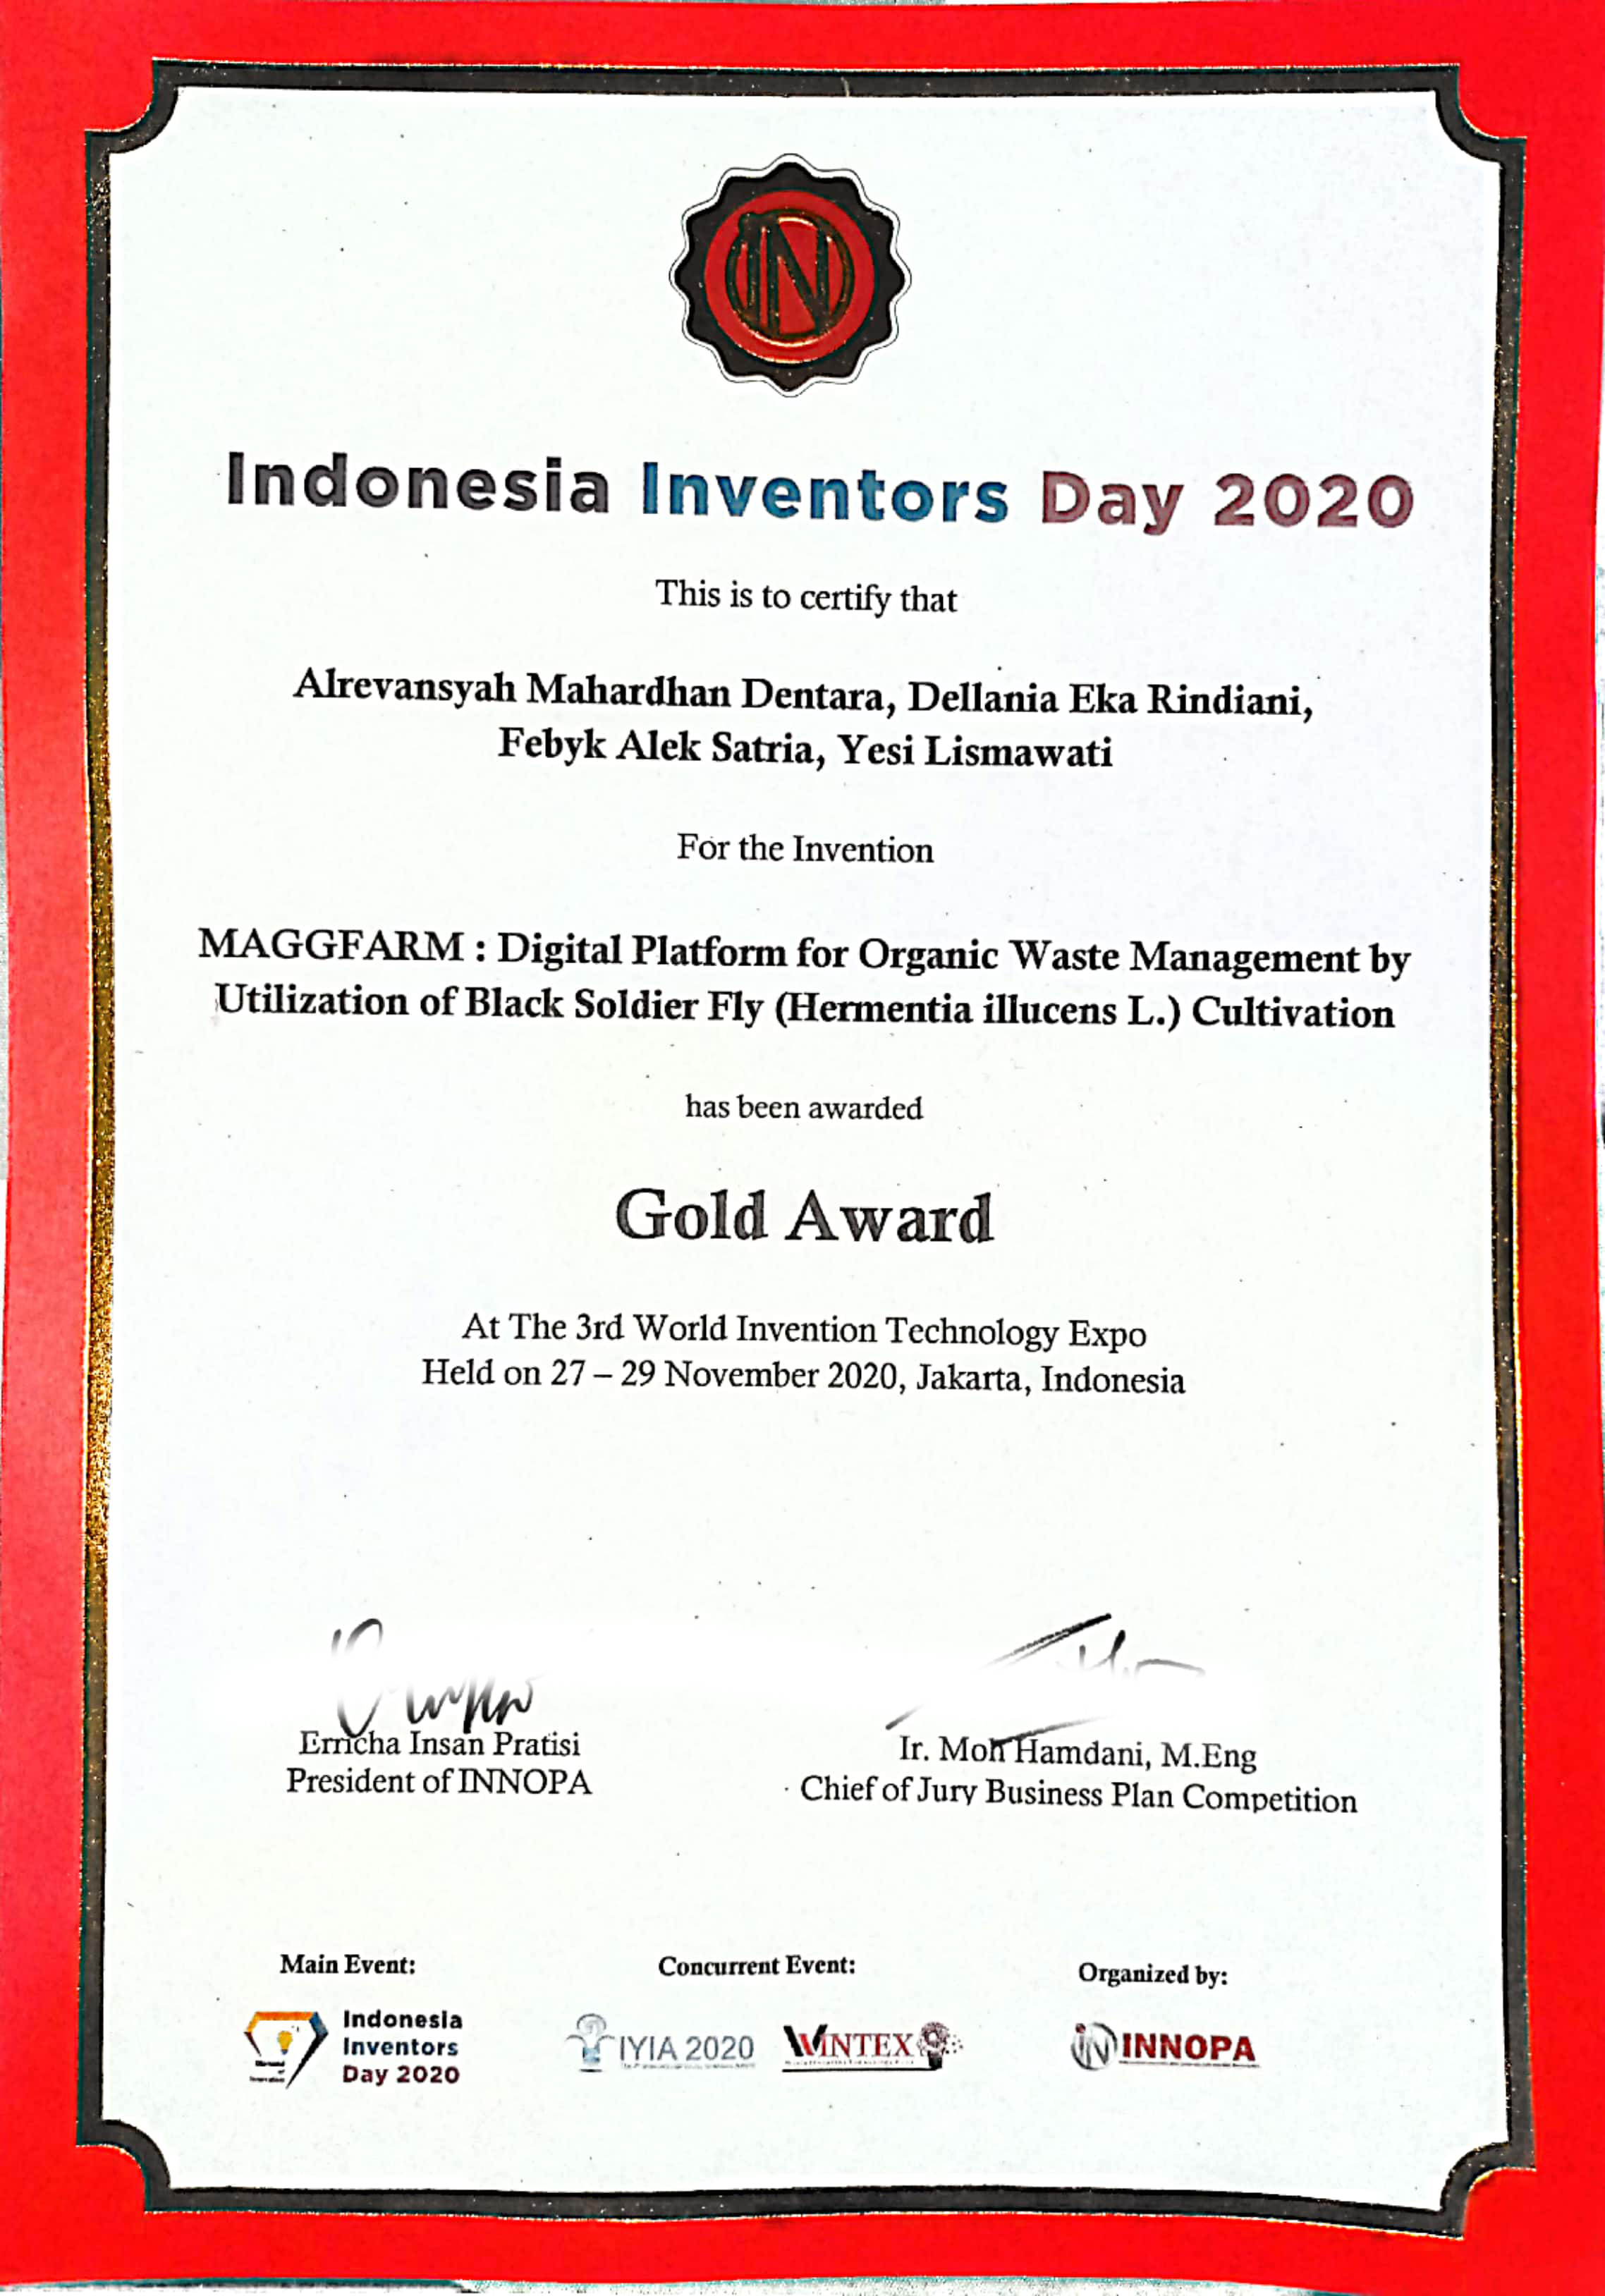 IN
Indonesia Inventors Day 2020
This is to certify that
Alrevansyah Mahardhan Dentara, Dellania Eka Rindiani,
Febyk Alek Satria, Yesi Lismawati
For the Invention
MAGGFARM : Digital Platform for Organic Waste Management by
Utilization of Black Soldier Fly (Hermentia illucens L.) Cultivation
has been awarded
Gold Award
At The 3rd World Invention Technology Expo
Held on 27 – 29 November 2020, Jakarta, Indonesia
Erricha Insan Pratisi
President of INNOPA
Ir. Moh Hamdani, M.Eng
Chief of Jury Business Plan Competition
Main Event:
Concurrent Event:
Organized by:
Indonesia
Inventors
Day 2020
IYIA 2020
WINTEX
INNOPA